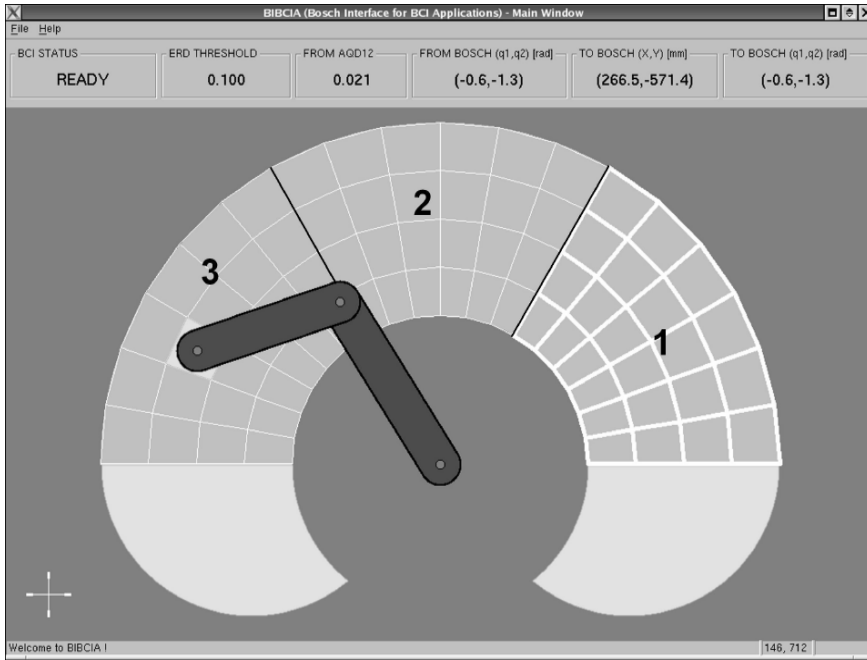 BIBCIA (Bosch Interface for BCI Applications) - Main Window
File Help
BCI STATUS
READY
ERD THRESHOLD
0.100
FROM AQD12
0.021
FROM BOSCH (q1,q2) [rad]
(-0.6,-1.3)
TO BOSCH (X,Y) [mm]
(266.5,-571.4)
TO BOSCH (q1,q2) [rad]
(-0.6,-1.3)
2
3
1
Welcome to BIBCIA !
146, 712